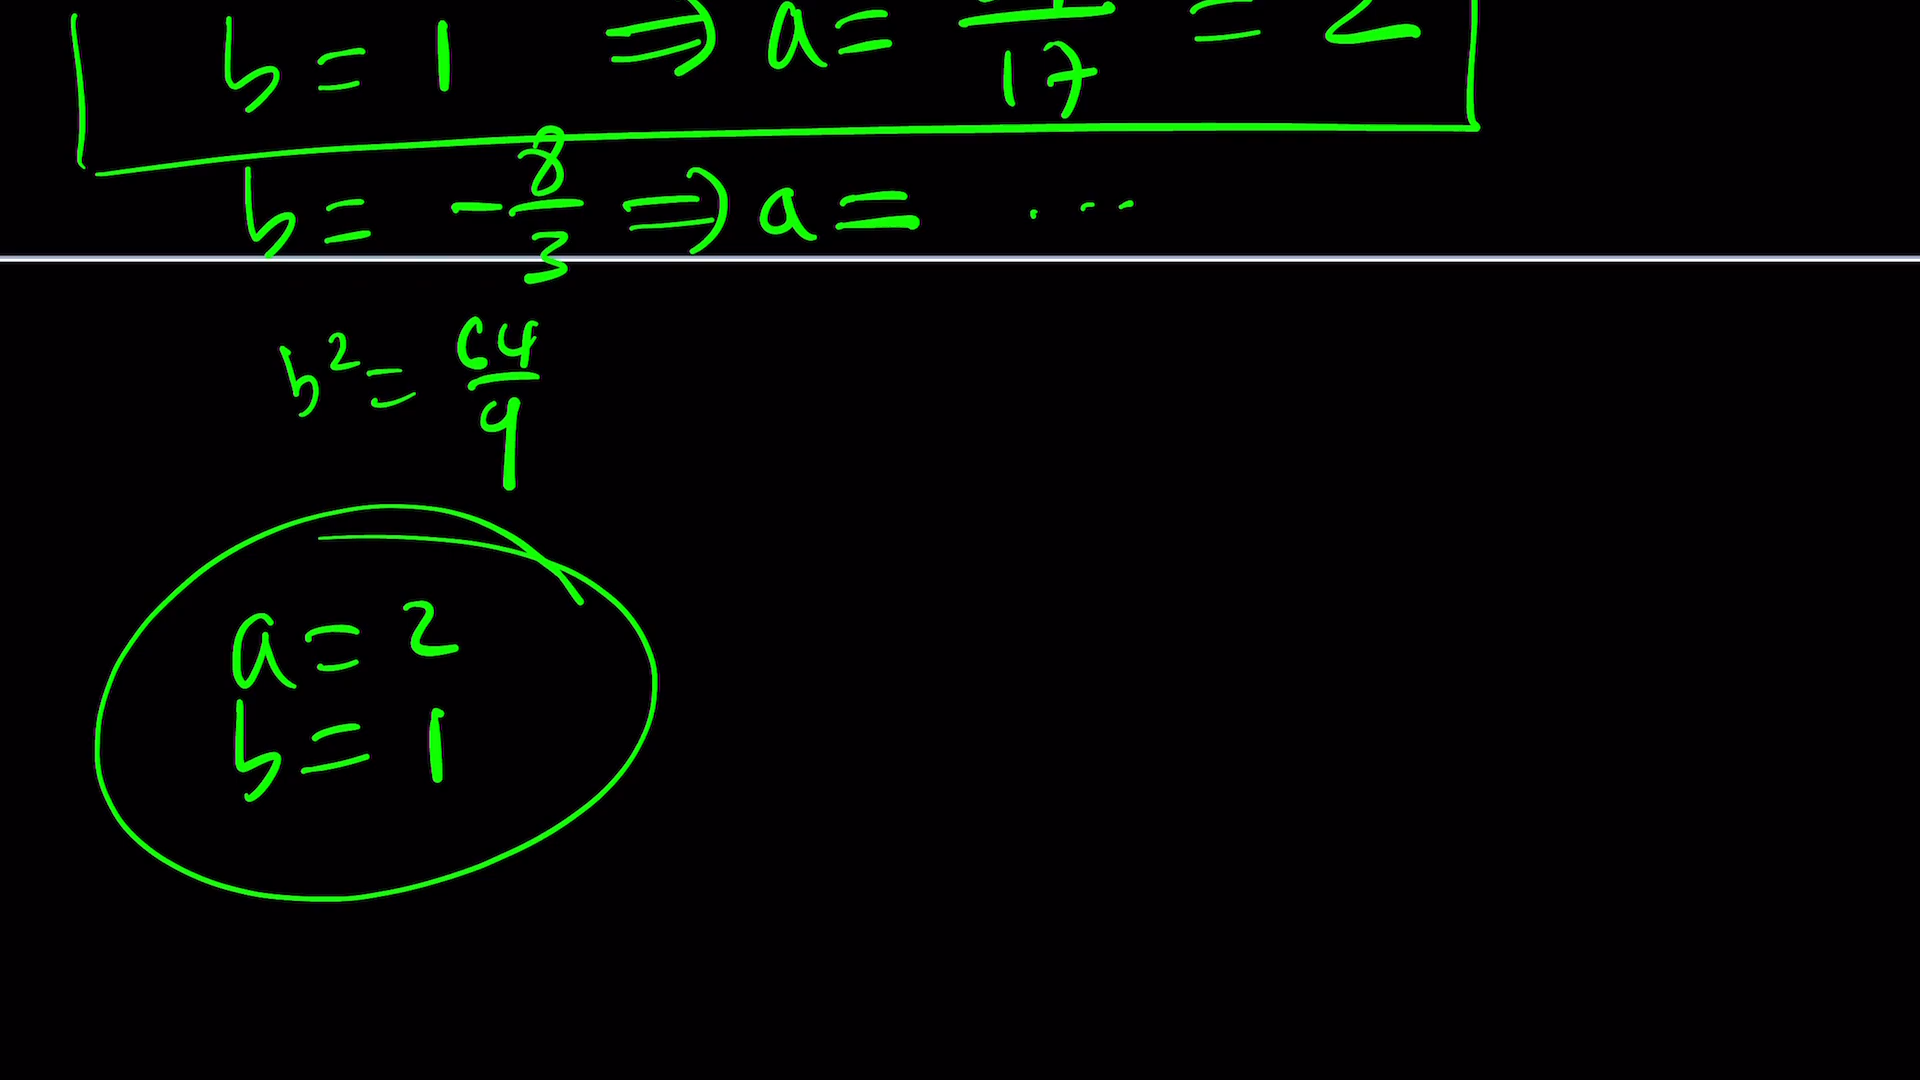 b = 1 ⇒ a = /17 = 2
b = -8/3 ⇒ a = ...
b² = 64/9
a = 2
b = 1